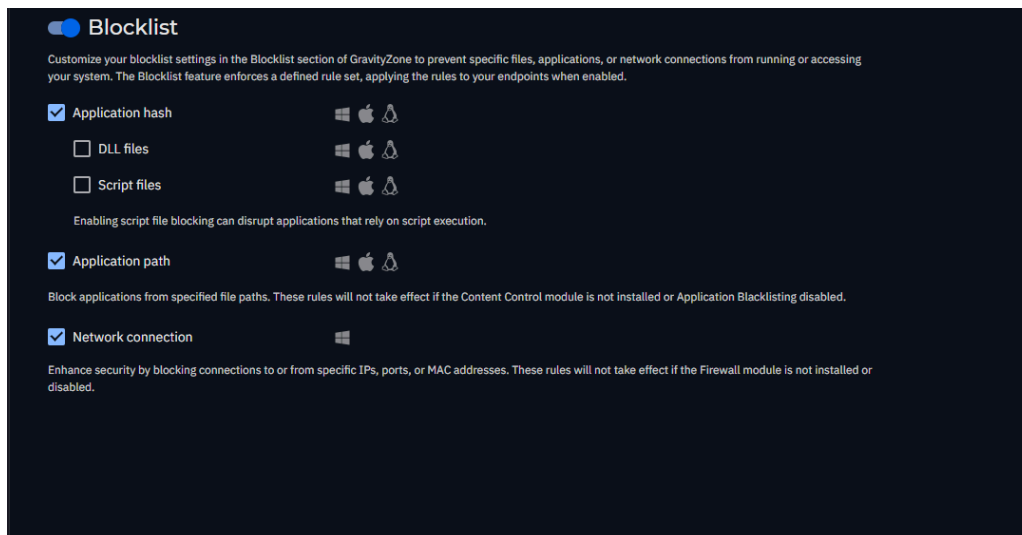 Blocklist
Customize your blocklist settings in the Blocklist section of GravityZone to prevent specific files, applications, or network connections from running or accessing
your system. The Blocklist feature enforces a defined rule set, applying the rules to your endpoints when enabled.
Application hash
DLL files
Script files
Enabling script file blocking can disrupt applications that rely on script execution.
Application path
Block applications from specified file paths. These rules will not take effect if the Content Control module is not installed or Application Blacklisting disabled.
Network connection
Enhance security by blocking connections to or from specific IPs, ports, or MAC addresses. These rules will not take effect if the Firewall module is not installed or
disabled.